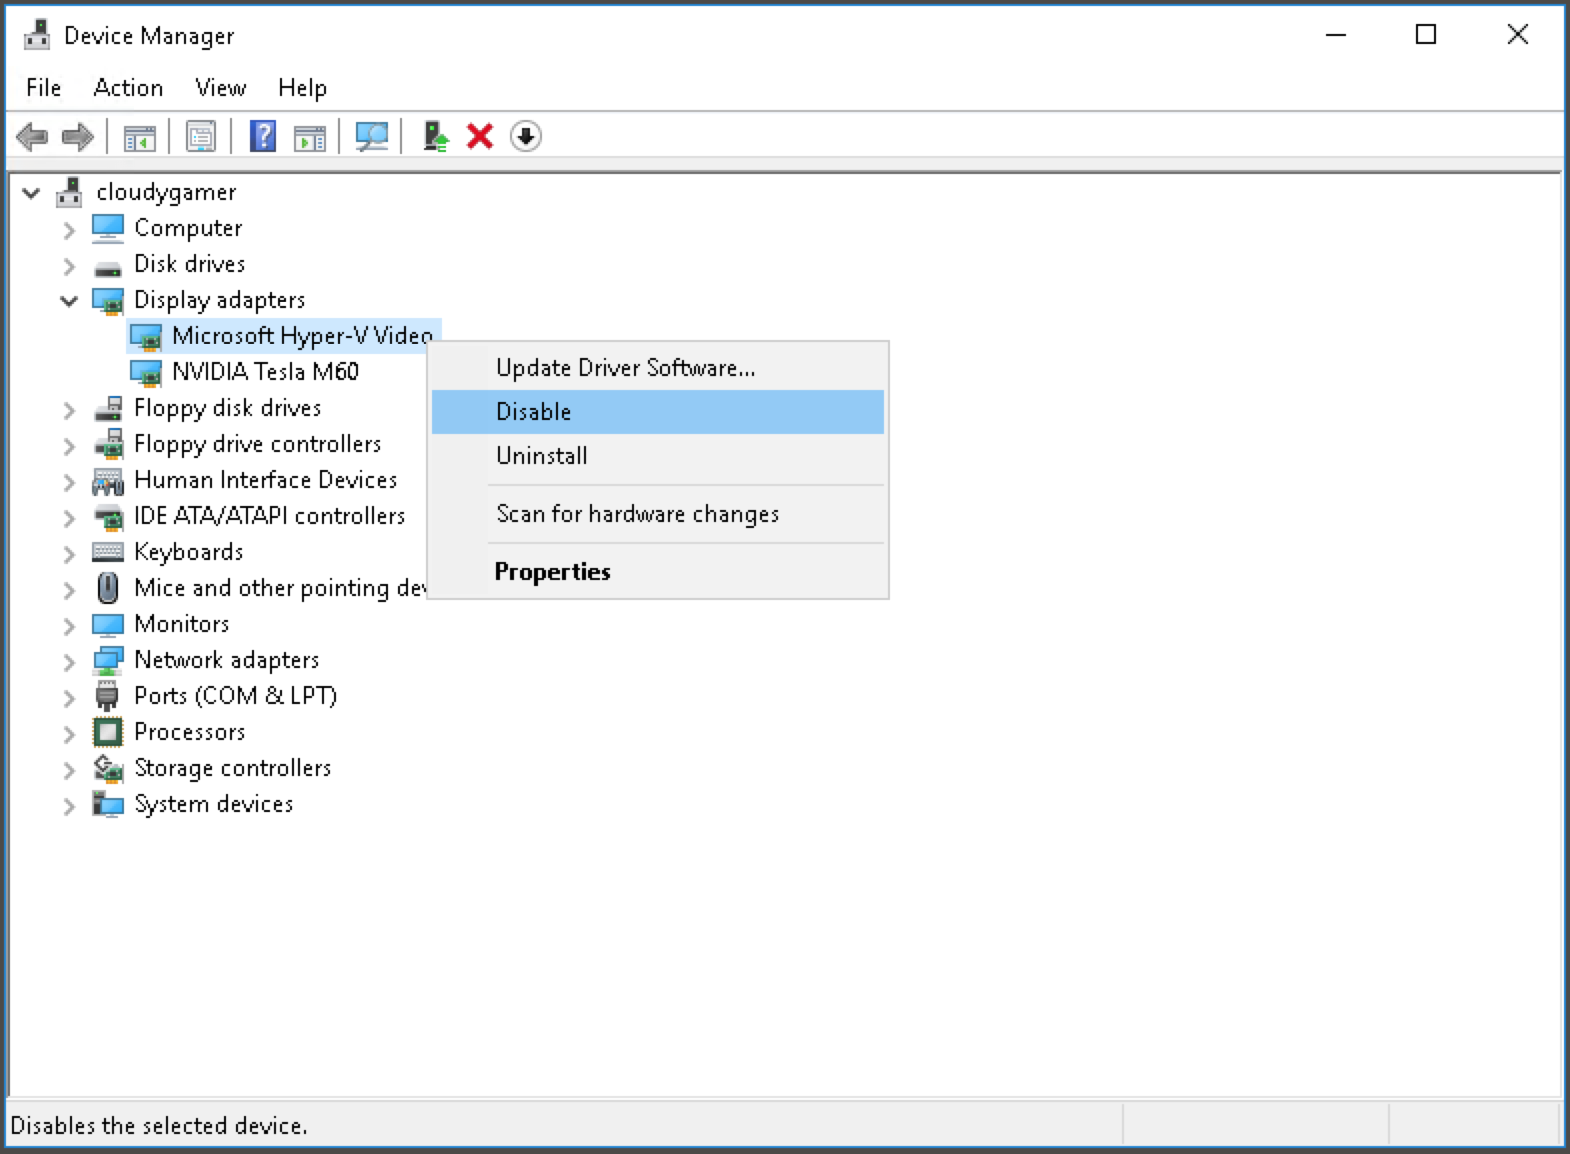 Device Manager
File Action View Help
cloudygamer
Computer
Disk drives
Display adapters
Microsoft Hyper-V Video
NVIDIA Tesla M60
Floppy disk drives
Floppy drive controllers
Human Interface Devices
IDE ATA/ATAPI controllers
Keyboards
Mice and other pointing dev
Monitors
Network adapters
Ports (COM & LPT)
Processors
Storage controllers
System devices
Update Driver Software...
Disable
Uninstall
Scan for hardware changes
Properties
Disables the selected device.